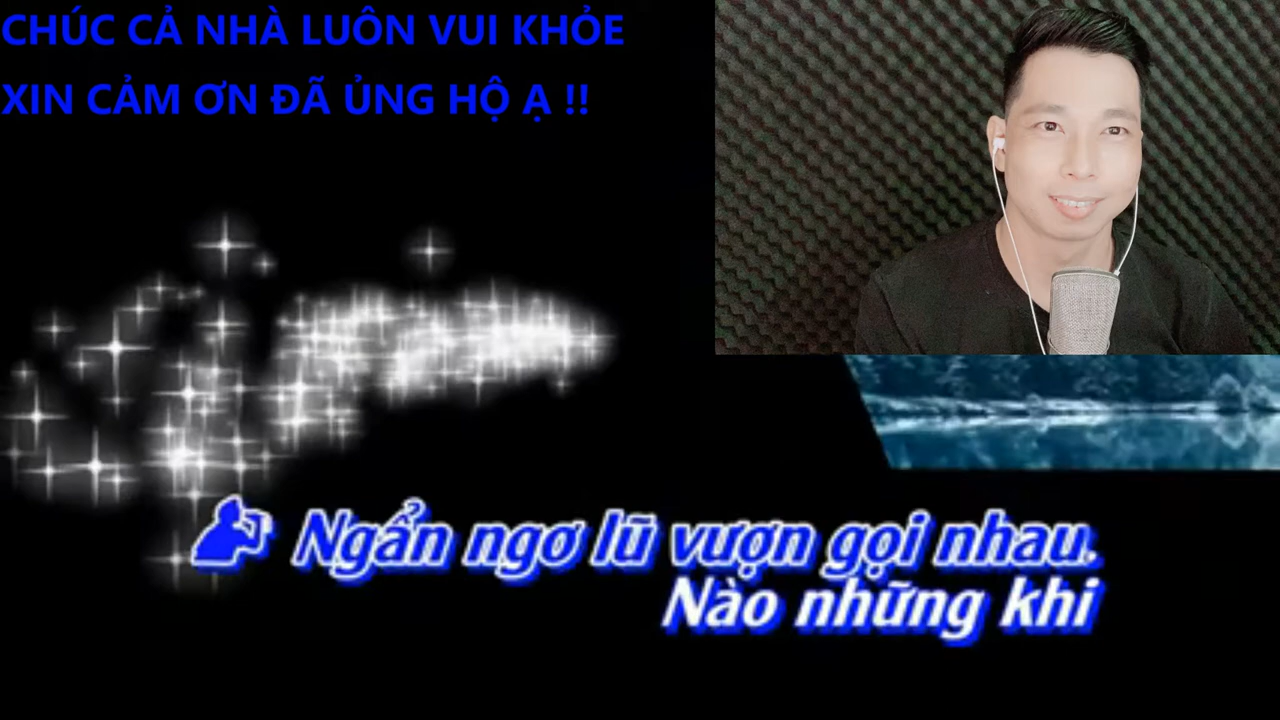 CHÚC CẢ NHÀ LUÔN VUI KHỎE
XIN CẢM ƠN ĐÃ ỦNG HỘ Ạ !!
Ngẩn ngơ lũ vượn gọi nhau.
Nào những khi